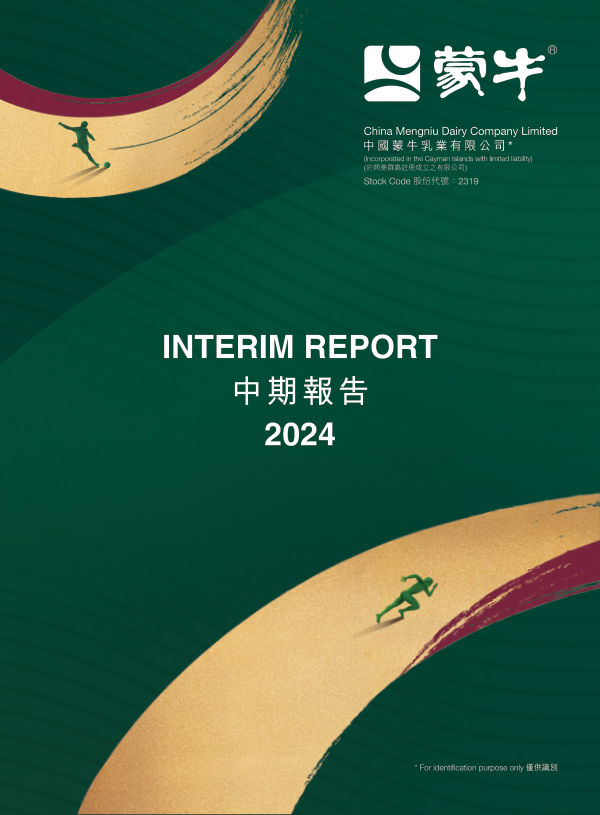 蒙牛®
China Mengniu Dairy Company Limited
中國蒙牛乳業有限公司*
(Incorporated in the Cayman Islands with limited liability)
(於開曼群島註冊成立之有限公司)
Stock Code 股份代號：2319
INTERIM REPORT
中期報告
2024
* For identification purpose only 僅供識別